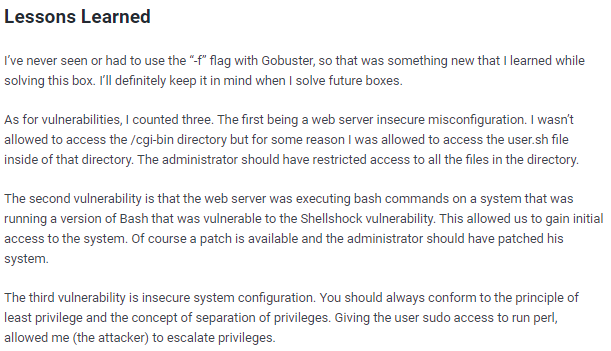 Lessons Learned
I’ve never seen or had to use the “-f” flag with Gobuster, so that was something new that I learned while
solving this box. I’ll definitely keep it in mind when I solve future boxes.
As for vulnerabilities, I counted three. The first being a web server insecure misconfiguration. I wasn’t
allowed to access the /cgi-bin directory but for some reason I was allowed to access the user.sh file
inside of that directory. The administrator should have restricted access to all the files in the directory.
The second vulnerability is that the web server was executing bash commands on a system that was
running a version of Bash that was vulnerable to the Shellshock vulnerability. This allowed us to gain initial
access to the system. Of course a patch is available and the administrator should have patched his
system.
The third vulnerability is insecure system configuration. You should always conform to the principle of
least privilege and the concept of separation of privileges. Giving the user sudo access to run perl,
allowed me (the attacker) to escalate privileges.